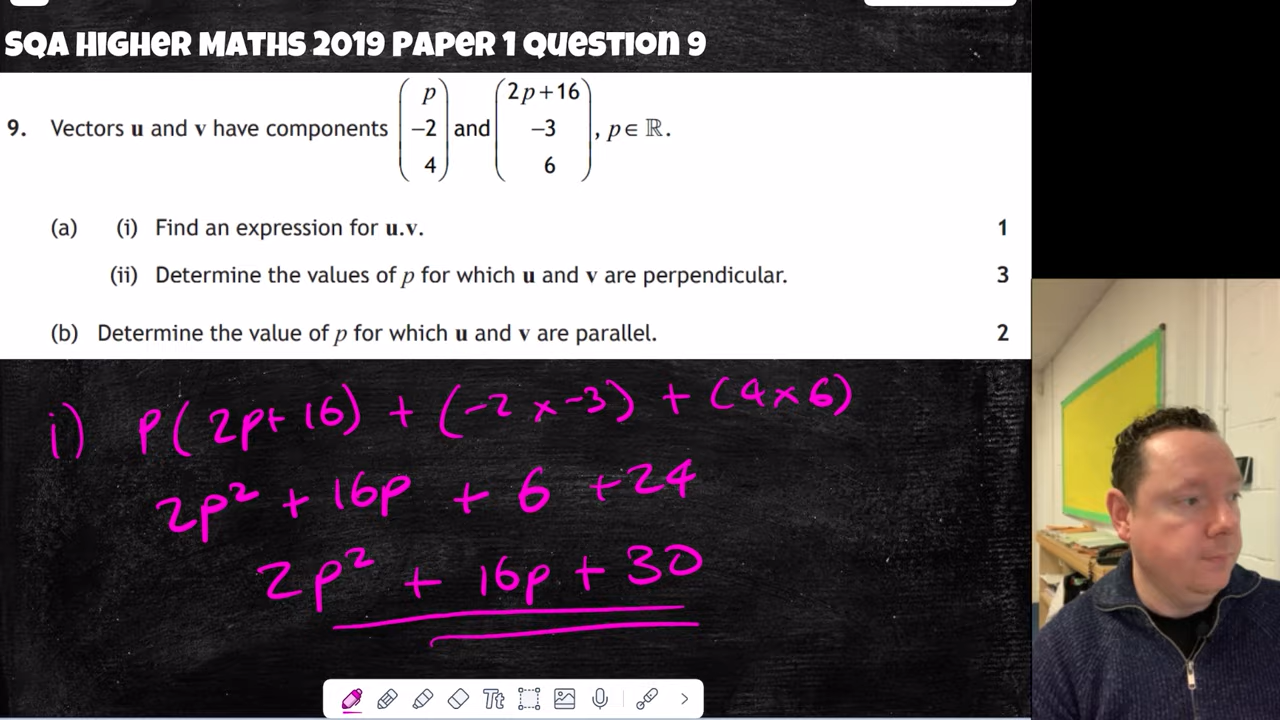 SQA Higher Maths 2019 Paper 1 Question 9
9. Vectors u and v have components (p −2 4) and (2p+16 −3 6), p∈ℝ.
(a) (i) Find an expression for u.v. 1
(ii) Determine the values of p for which u and v are perpendicular. 3
(b) Determine the value of p for which u and v are parallel. 2
i) p(2p+16) + (-2 x -3) + (4 x 6)
2p² + 16p + 6 +24
2p² + 16p + 30
Tt